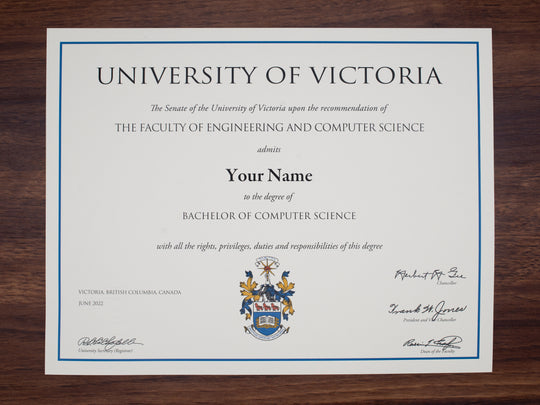 UNIVERSITY OF VICTORIA
The Senate of the University of Victoria upon the recommendation of
THE FACULTY OF ENGINEERING AND COMPUTER SCIENCE
admits
Your Name
to the degree of
BACHELOR OF COMPUTER SCIENCE
with all the rights, privileges, duties and responsibilities of this degree
Chancellor
VICTORIA, BRITISH COLUMBIA, CANADA
JUNE 2022
President and Vice Chancellor
University Secretary (Registrar)
Dean of the Faculty